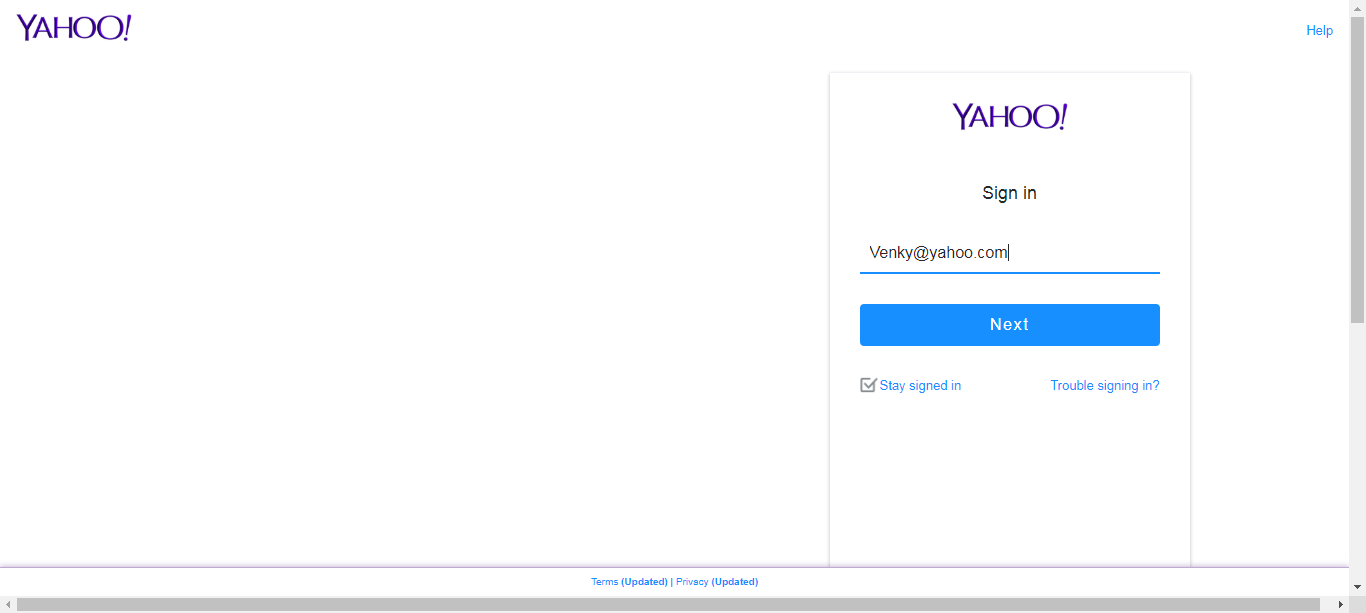 YAHOO!
Help
YAHOO!
Sign in
Venky@yahoo.com
Next
Stay signed in
Trouble signing in?
Terms (Updated) | Privacy (Updated)